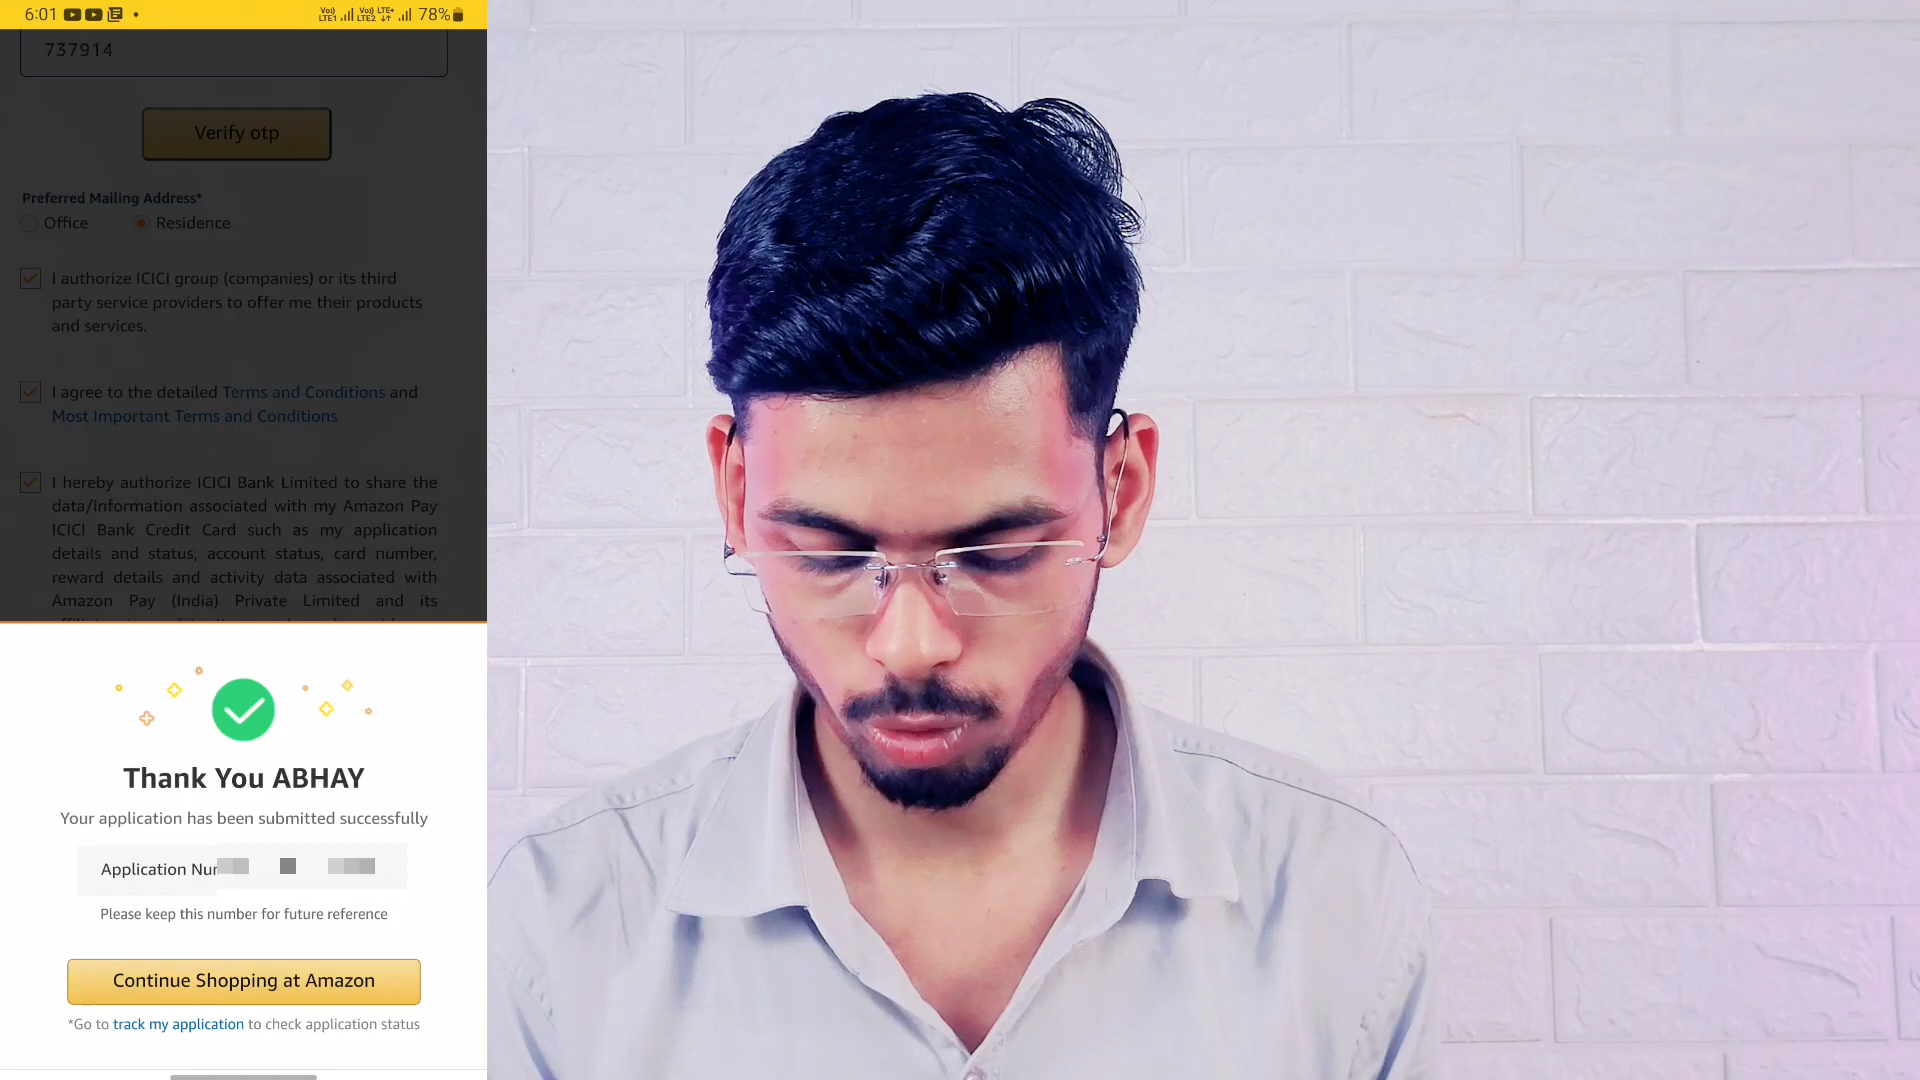 6:01
Vo) LTE1 Vo) LTE2 LTE+ 78%
737914
Verify otp
Preferred Mailing Address*
Office Residence
I authorize ICICI group (companies) or its third
party service providers to offer me their products
and services.
I agree to the detailed Terms and Conditions and
Most Important Terms and Conditions
I hereby authorize ICICI Bank Limited to share the
data/information associated with my Amazon Pay
ICICI Bank Credit Card such as my application
details and status, account status, card number,
reward details and activity data associated with
Amazon Pay (India) Private Limited and its
Thank You ABHAY
Your application has been submitted successfully
Application Nu
Please keep this number for future reference
Continue Shopping at Amazon
*Go to track my application to check application status